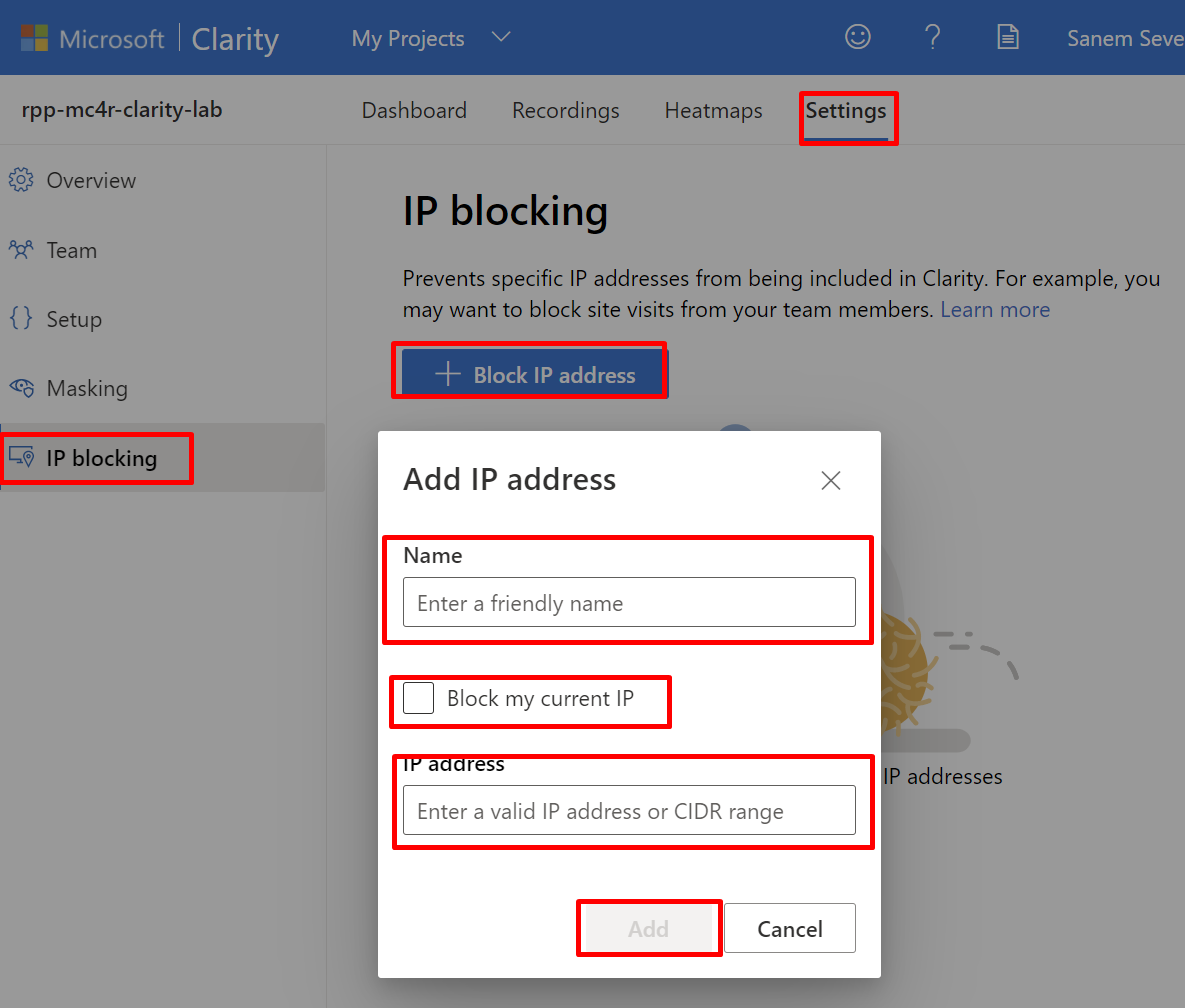 Microsoft | Clarity My Projects Sanem Seve
rpp-mc4r-clarity-lab Dashboard Recordings Heatmaps Settings
Overview
Team
Setup
Masking
IP blocking
IP blocking
Prevents specific IP addresses from being included in Clarity. For example, you
may want to block site visits from your team members. Learn more
Block IP address
Add IP address
Name
Enter a friendly name
Block my current IP
IP address
Enter a valid IP address or CIDR range
IP addresses
Add Cancel